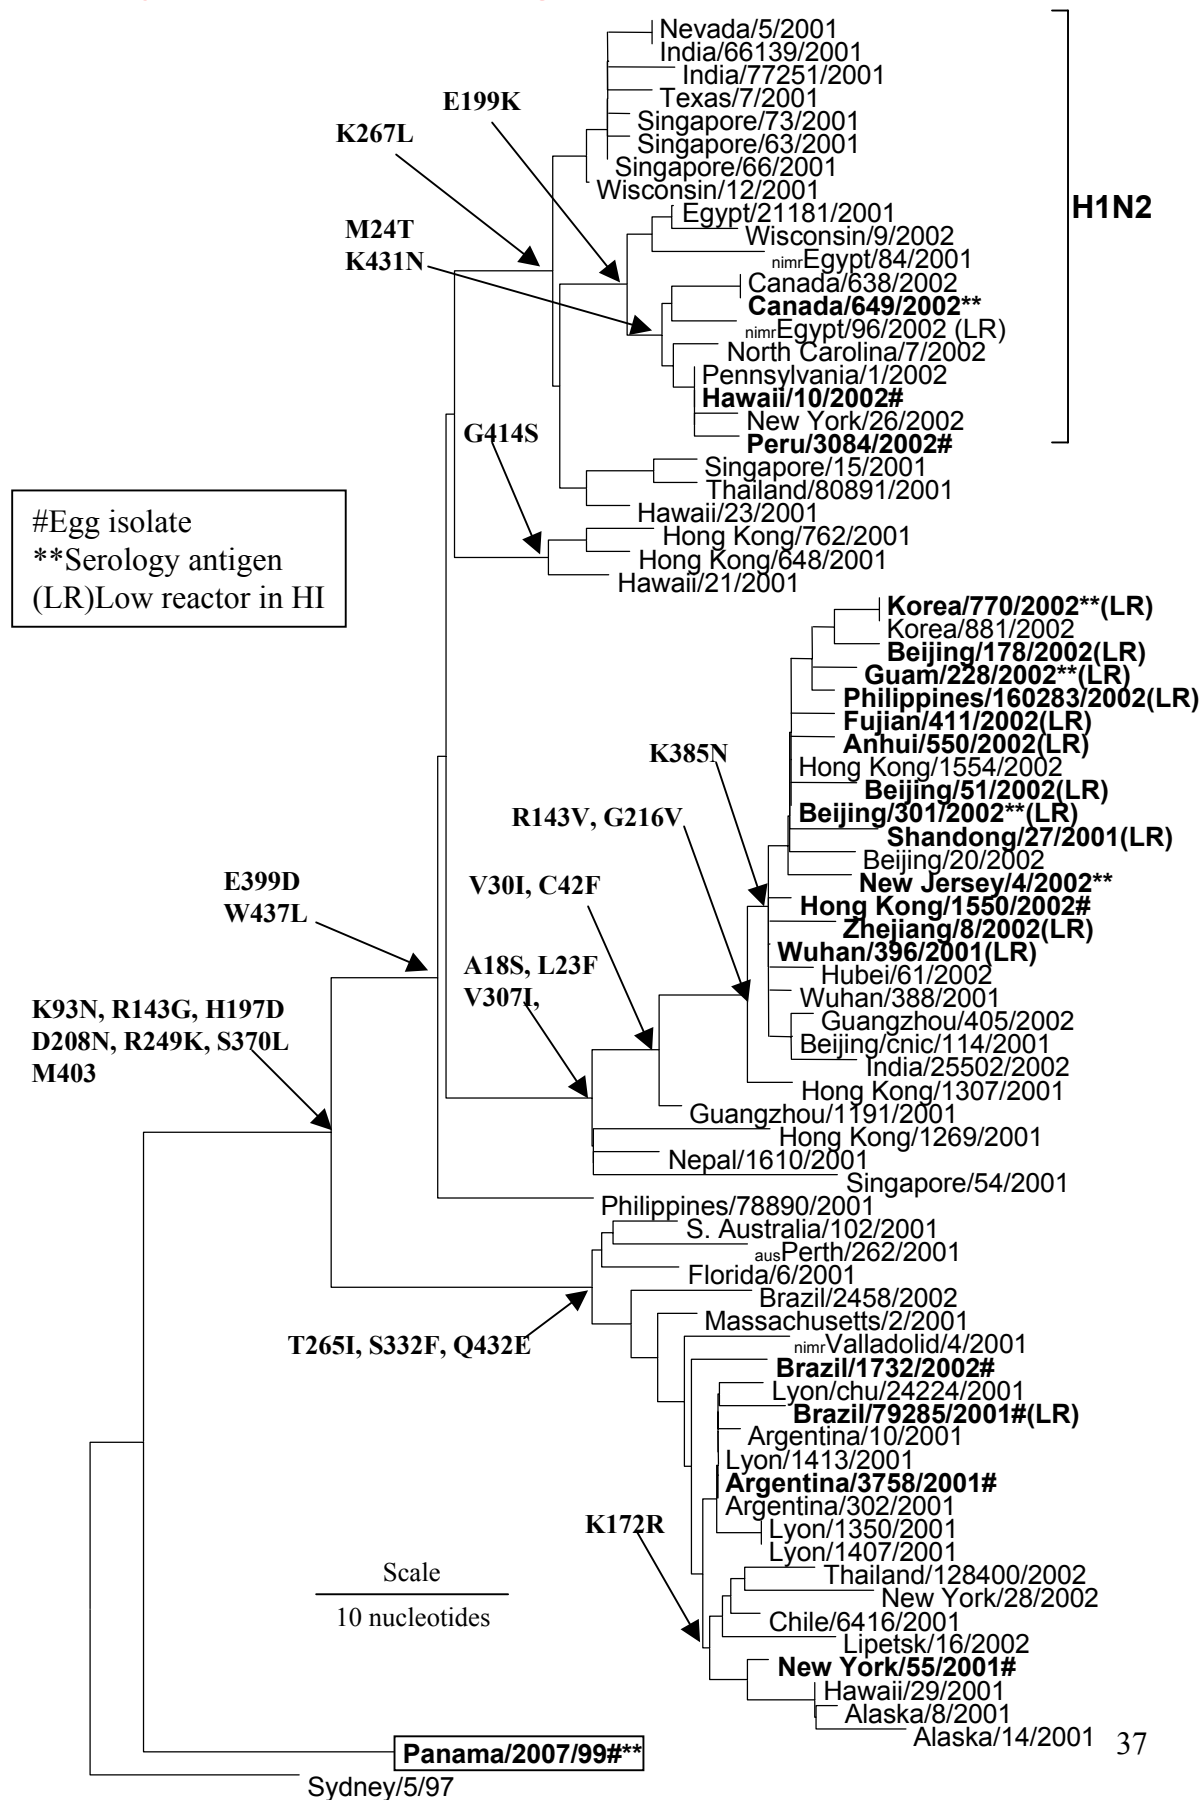 Nevada/5/2001
India/66139/2001
India/77251/2001
Texas/7/2001
E199K
Singapore/73/2001
K267L
Singapore/63/2001
Singapore/66/2001
Wisconsin/12/2001
H1N2
Egypt/21181/2001
M24T
K431N
Wisconsin/9/2002
nimrEgypt/84/2001
Canada/638/2002
Canada/649/2002**
nimrEgypt/96/2002 (LR)
North Carolina/7/2002
Pennsylvania/1/2002
Hawaii/10/2002#
New York/26/2002
G414S
Peru/3084/2002#
Singapore/15/2001
Thailand/80891/2001
Hawaii/23/2001
#Egg isolate
**Serology antigen
(LR)Low reactor in HI
Hong Kong/762/2001
Hong Kong/648/2001
Hawaii/21/2001
Korea/770/2002**(LR)
Korea/881/2002
Beijing/178/2002(LR)
Guam/228/2002**(LR)
Philippines/160283/2002(LR)
Fujian/411/2002(LR)
Anhui/550/2002(LR)
K385N
Hong Kong/1554/2002
Beijing/51/2002(LR)
R143V, G216V
Beijing/301/2002**(LR)
Shandong/27/2001(LR)
Beijing/20/2002
E399D
W437L
V30I, C42F
New Jersey/4/2002**
Hong Kong/1550/2002#
Zhejiang/8/2002(LR)
Wuhan/396/2001(LR)
A18S, L23F
V307I,
Hubei/61/2002
Wuhan/388/2001
K93N, R143G, H197D
D208N, R249K, S370L
M403
Guangzhou/405/2002
Beijing/cnic/114/2001
India/25502/2002
Hong Kong/1307/2001
Guangzhou/1191/2001
Hong Kong/1269/2001
Nepal/1610/2001
Singapore/54/2001
Philippines/78890/2001
S. Australia/102/2001
ausPerth/262/2001
Florida/6/2001
Brazil/2458/2002
Massachusetts/2/2001
T265I, S332F, Q432E
nimrValladolid/4/2001
Brazil/1732/2002#
Lyon/chu/24224/2001
Brazil/79285/2001#(LR)
Argentina/10/2001
Lyon/1413/2001
Argentina/3758/2001#
Argentina/302/2001
K172R
Lyon/1350/2001
Lyon/1407/2001
Scale
10 nucleotides
Thailand/128400/2002
New York/28/2002
Chile/6416/2001
Lipetsk/16/2002
New York/55/2001#
Hawaii/29/2001
Alaska/8/2001
Alaska/14/2001
37
Panama/2007/99#**
Sydney/5/97